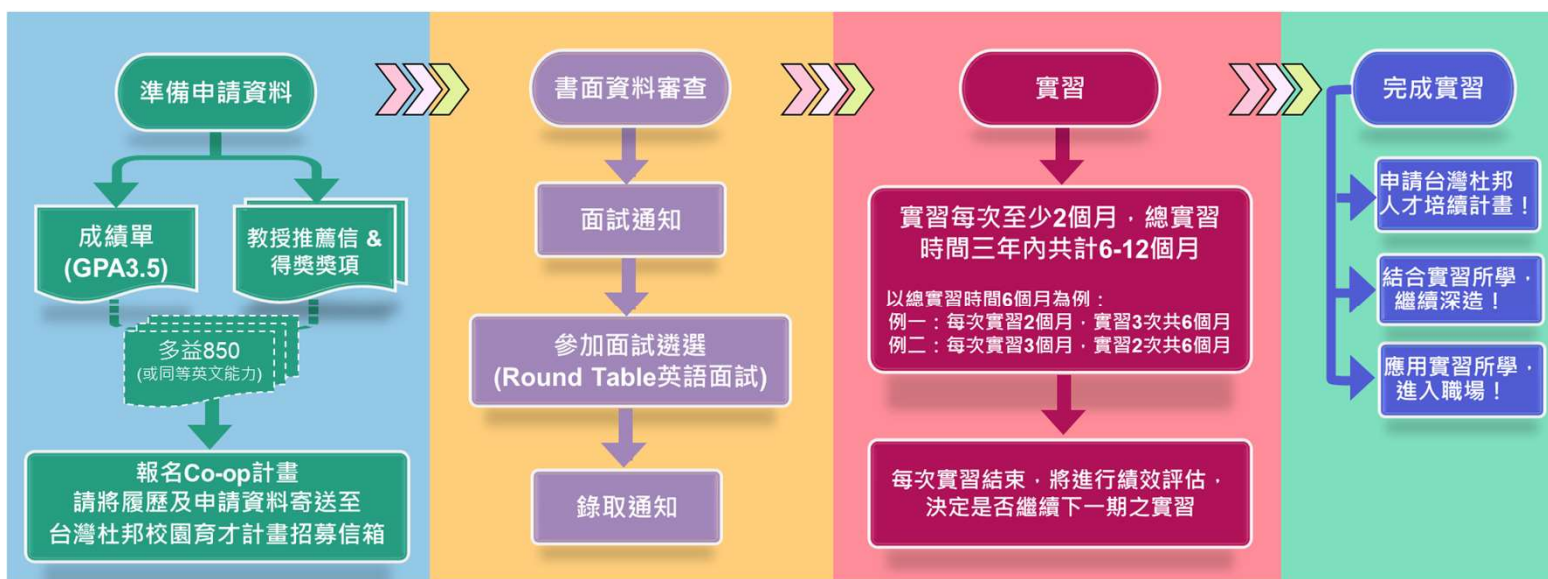 準備申請資料
成績單
(GPA3.5)
教授推薦信 &
得獎獎項
多益850
(或同等英文能力)
報名Co-op計畫
請將履歷及申請資料寄送至
台灣杜邦校園育才計畫招募信箱
書面資料審查
面試通知
參加面試遴選
(Round Table英語面試)
錄取通知
實習
實習每次至少2個月，總實習
時間三年內共計6-12個月
以總實習時間6個月為例：
例一：每次實習2個月，實習3次共6個月
例二：每次實習3個月，實習2次共6個月
每次實習結束，將進行績效評估，
決定是否繼續下一期之實習
完成實習
申請台灣杜邦
人才培續計畫！
結合實習所學，
繼續深造！
應用實習所學，
進入職場！